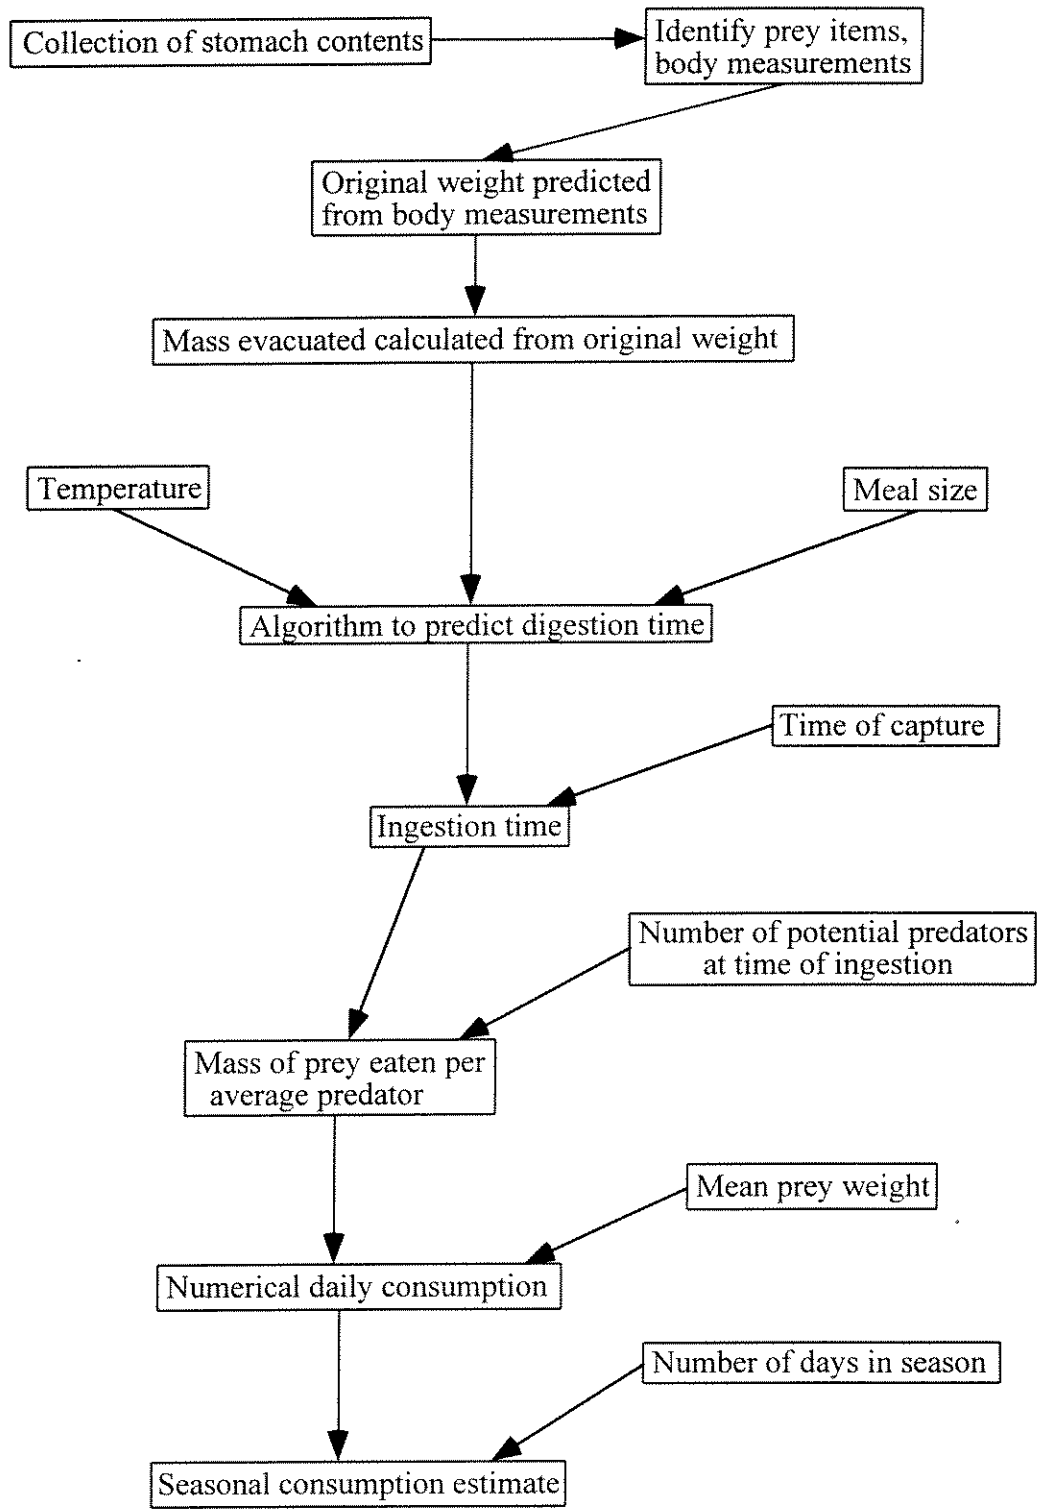 Collection of stomach contents
Identify prey items,
body measurements
Original weight predicted
from body measurements
Mass evacuated calculated from original weight
Temperature
Meal size
Algorithm to predict digestion time
Time of capture
Ingestion time
Number of potential predators
at time of ingestion
Mass of prey eaten per
average predator
Mean prey weight
Numerical daily consumption
Number of days in season
Seasonal consumption estimate